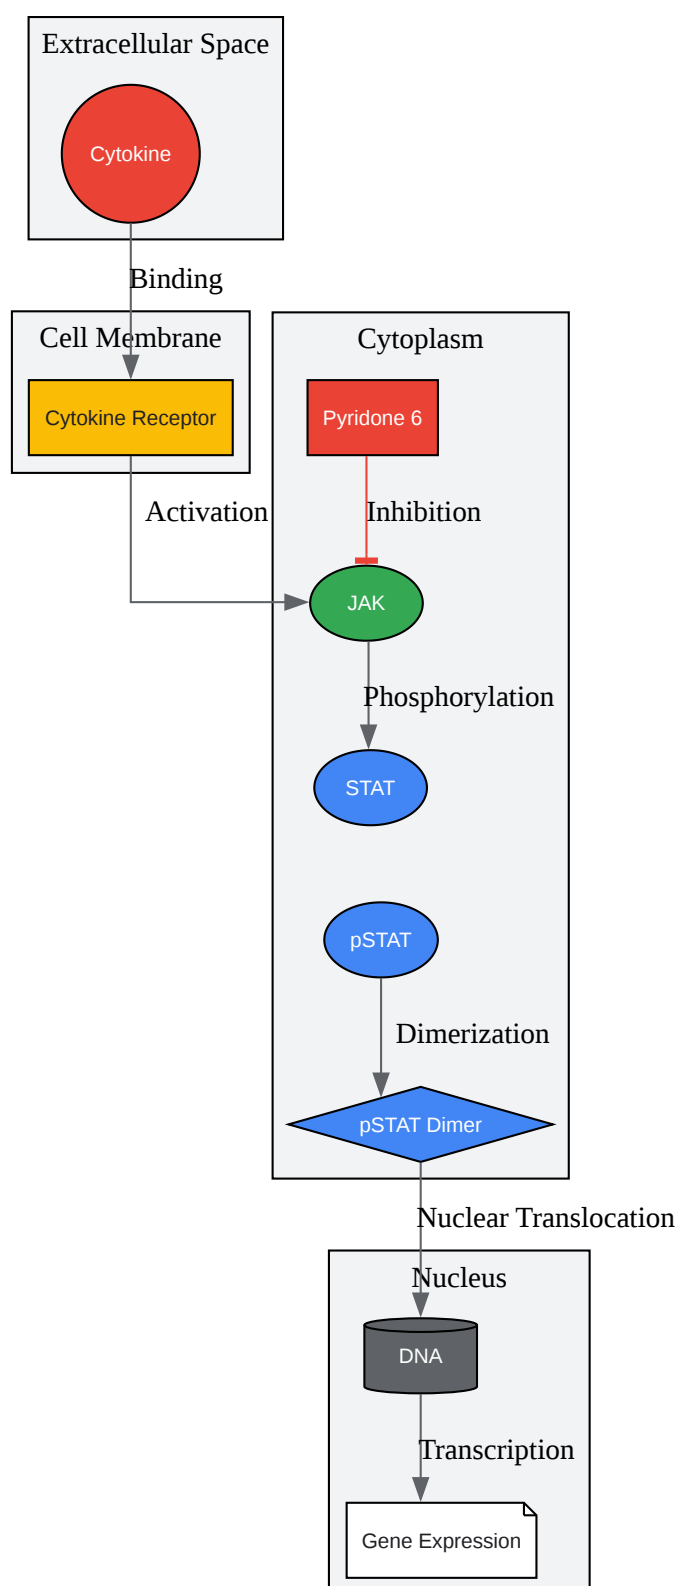 Extracellular Space
Cytokine
Binding
Cell Membrane
Cytokine Receptor
Activation
Cytoplasm
Pyridone 6
Inhibition
JAK
Phosphorylation
STAT
pSTAT
Dimerization
pSTAT Dimer
Nuclear Translocation
Nucleus
DNA
Transcription
Gene Expression